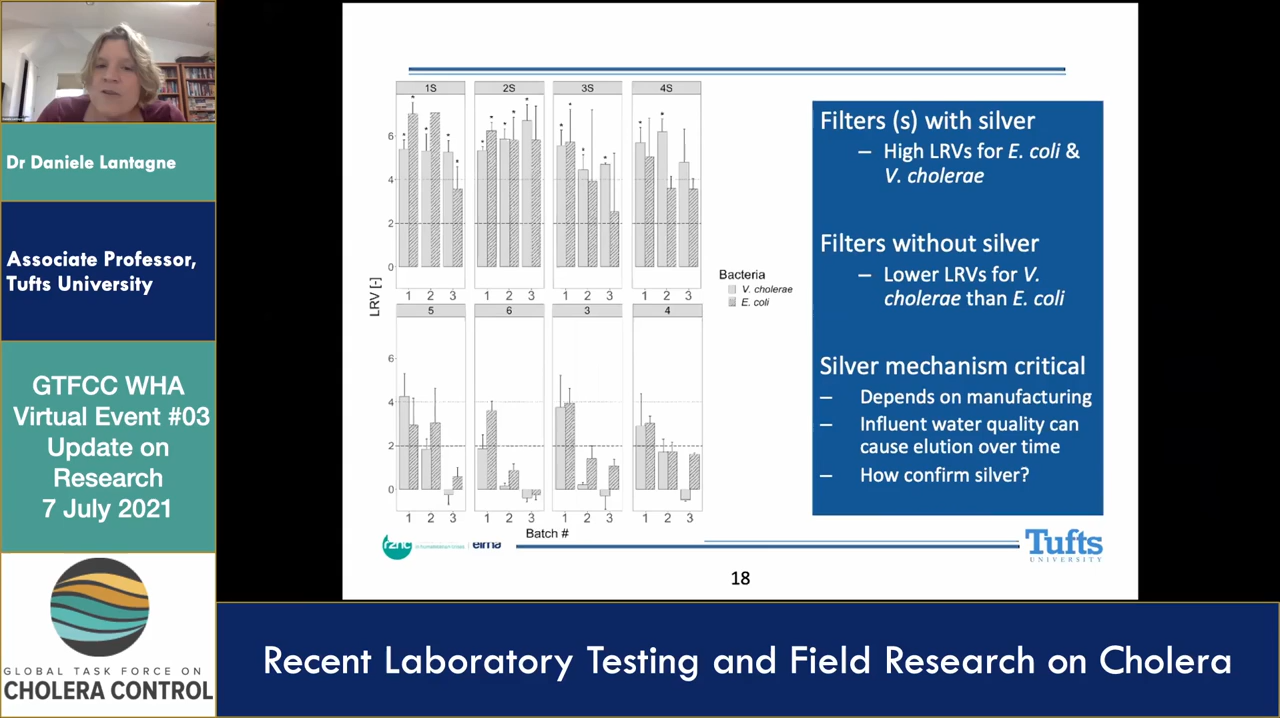 Dr Daniele Lantagne
Associate Professor,
Tufts University
GTFCC WHA
Virtual Event #03
Update on
Research
7 July 2021
GLOBAL TASK FORCE ON
CHOLERA CONTROL
1S 2S 3S 4S
6
4
2
0
1 2 3 1 2 3 1 2 3 1 2 3
LRV [-]
5 6 3 4
6
4
2
0
1 2 3 1 2 3 1 2 3 1 2 3
Batch #
Bacteria
V. cholerae
E. coli
Filters (s) with silver
– High LRVs for E. coli &
V. cholerae
Filters without silver
– Lower LRVs for V.
cholerae than E. coli
Silver mechanism critical
– Depends on manufacturing
– Influent water quality can
cause elution over time
– How confirm silver?
Tufts
UNIVERSITY
18
Recent Laboratory Testing and Field Research on Cholera